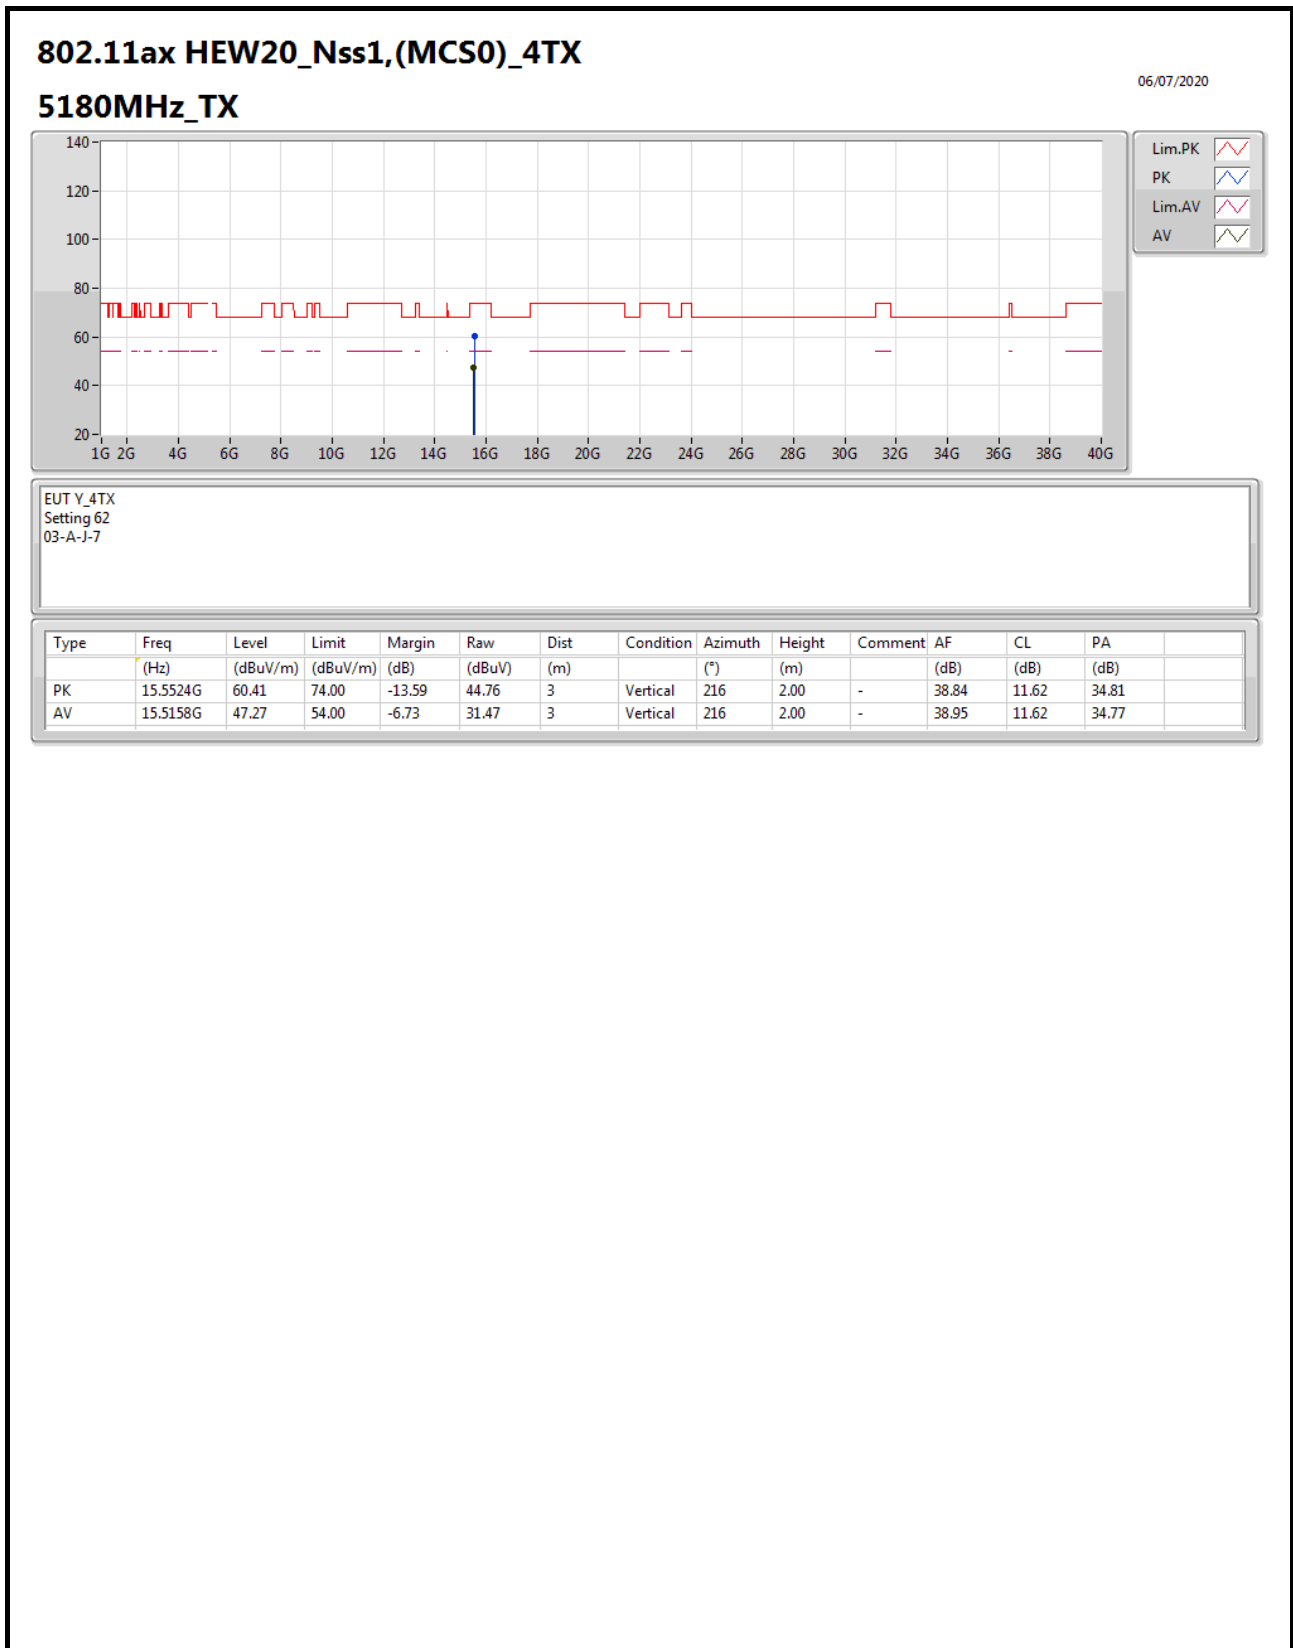 802.11ax HEW20_Nss1,(MCS0)_4TX
06/07/2020
5180MHz_TX
140
120
100
80
60
40
20
1G 2G 4G 6G 8G 10G 12G 14G 16G 18G 20G 22G 24G 26G 28G 30G 32G 34G 36G 38G 40G
Lim.PK
PK
Lim.AV
AV
EUT Y_4TX
Setting 62
03-A-J-7
Type Freq Level Limit Margin Raw Dist Condition Azimuth Height Comment AF CL PA
(Hz) (dBuV/m) (dBuV/m) (dB) (dBuV) (m) (°) (m) (dB) (dB) (dB)
PK 15.5524G 60.41 74.00 -13.59 44.76 3 Vertical 216 2.00 - 38.84 11.62 34.81
AV 15.5158G 47.27 54.00 -6.73 31.47 3 Vertical 216 2.00 - 38.95 11.62 34.77